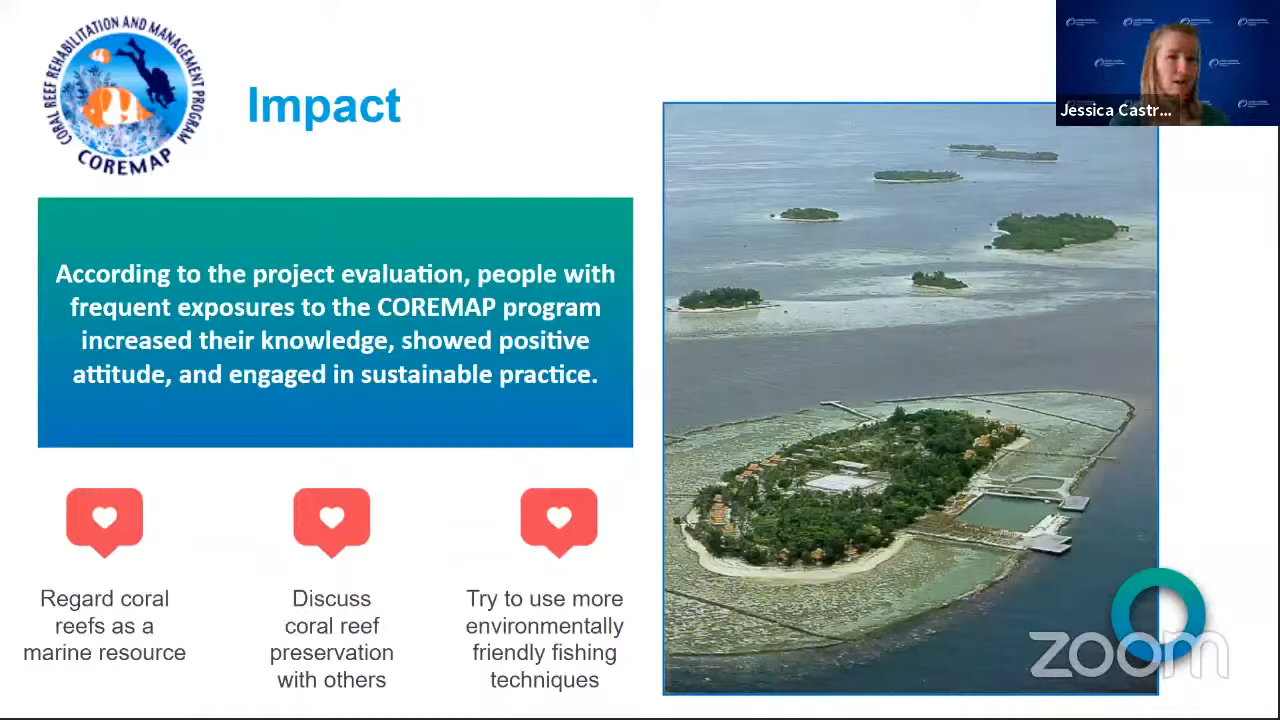 CORAL REEF REHABILITATION AND MANAGEMENT PROGRAM
COREMAP
Impact
Jessica Castr...
According to the project evaluation, people with
frequent exposures to the COREMAP program
increased their knowledge, showed positive
attitude, and engaged in sustainable practice.
Regard coral
reefs as a
marine resource
Discuss
coral reef
preservation
with others
Try to use more
environmentally
friendly fishing
techniques
zoom